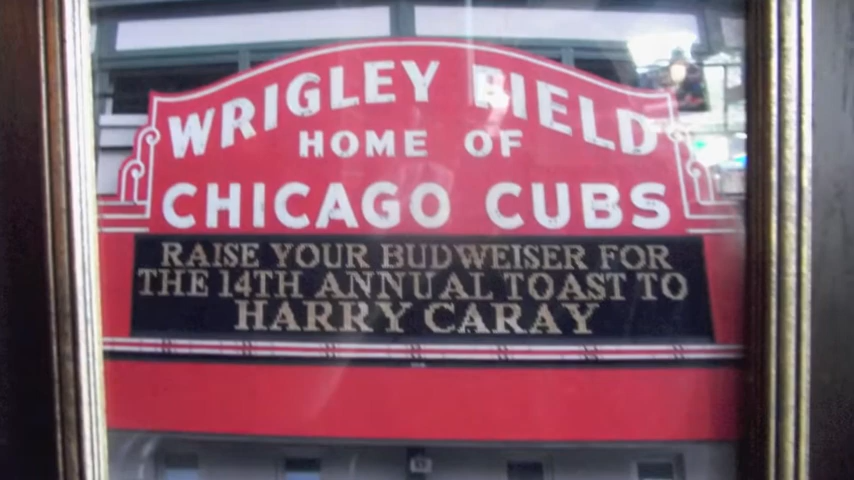 WRIGLEY FIELD
HOME OF
CHICAGO CUBS
RAISE YOUR BUDWEISER FOR
THE 14TH ANNUAL TOAST TO
HARRY CARAY